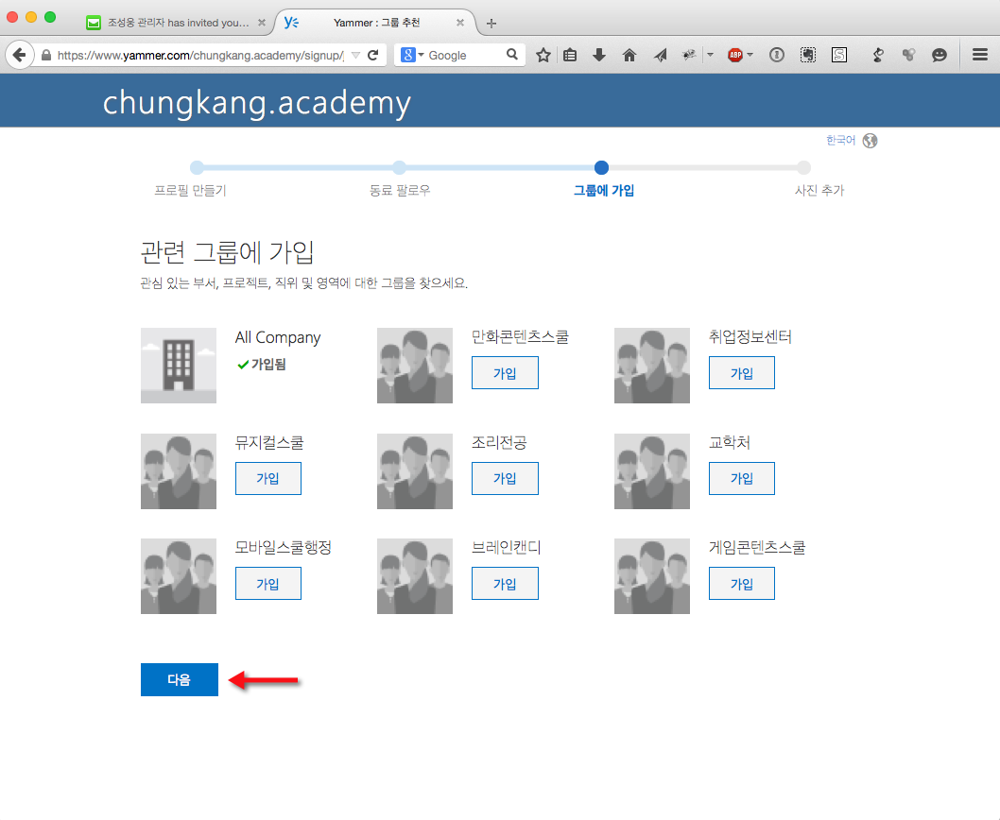 조성웅 관리자 has invited you...
Yammer : 그룹 추천
https://www.yammer.com/chungkang.academy/signup/
Google
ABP
chungkang.academy
한국어
프로필 만들기
동료 팔로우
그룹에 가입
사진 추가
관련 그룹에 가입
관심 있는 부서, 프로젝트, 직위 및 영역에 대한 그룹을 찾으세요.
All Company
만화콘텐츠스쿨
취업정보센터
가입됨
가입
가입
뮤지컬스쿨
조리전공
교학처
가입
가입
가입
모바일스쿨행정
브레인캔디
게임콘텐츠스쿨
가입
가입
가입
다음